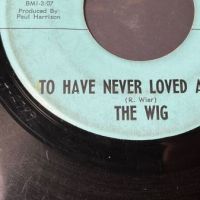 BMI-2:07
Produced By
Paul Harrison
TO HAVE NEVER LOVED A
(R. Wier)
THE WIG